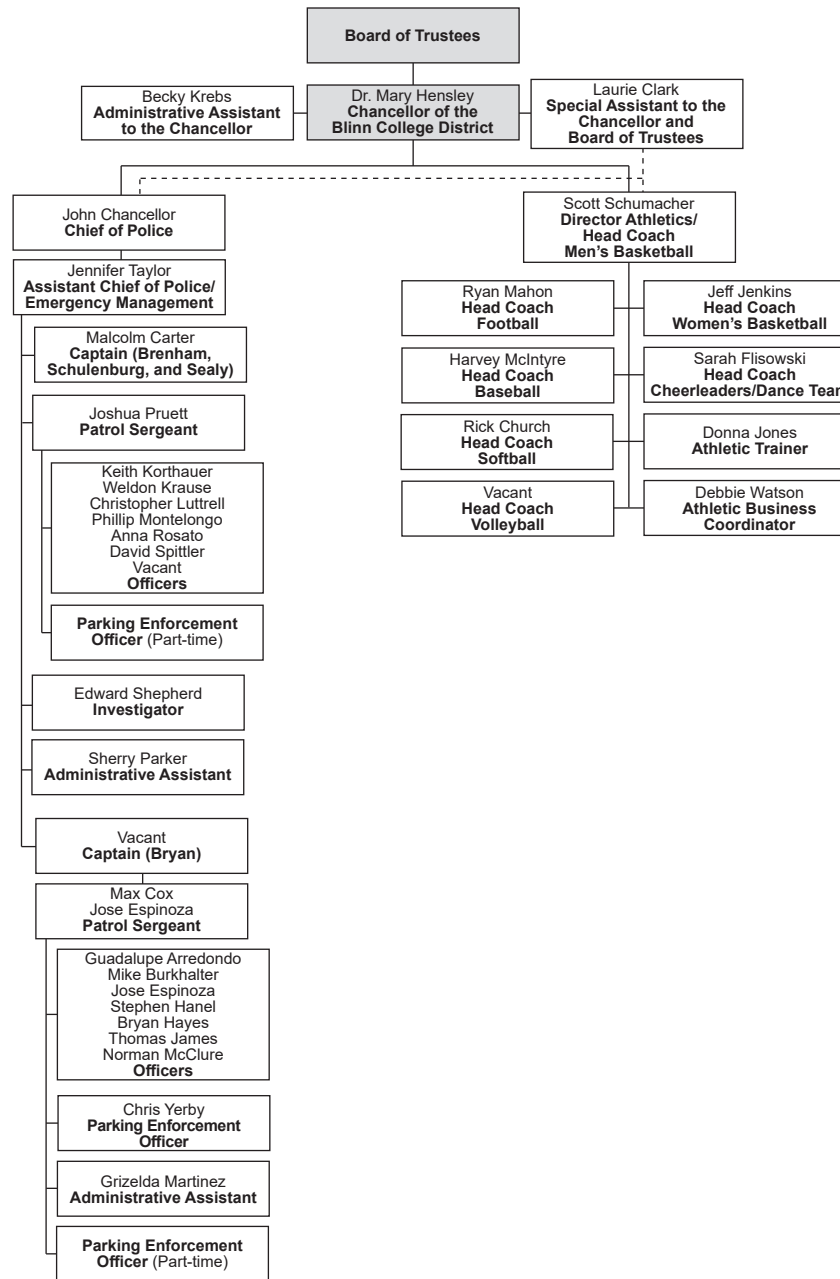 Board of Trustees
Becky Krebs
Administrative Assistant
to the Chancellor
Dr. Mary Hensley
Chancellor of the
Blinn College District
Laurie Clark
Special Assistant to the
Chancellor and
Board of Trustees
John Chancellor
Chief of Police
Jennifer Taylor
Assistant Chief of Police/
Emergency Management
Malcolm Carter
Captain (Brenham,
Schulenburg, and Sealy)
Joshua Pruett
Patrol Sergeant
Keith Korthauer
Weldon Krause
Christopher Luttrell
Phillip Montelongo
Anna Rosato
David Spittler
Vacant
Officers
Parking Enforcement
Officer (Part-time)
Edward Shepherd
Investigator
Sherry Parker
Administrative Assistant
Vacant
Captain (Bryan)
Max Cox
Jose Espinoza
Patrol Sergeant
Guadalupe Arredondo
Mike Burkhalter
Jose Espinoza
Stephen Hanel
Bryan Hayes
Thomas James
Norman McClure
Officers
Chris Yerby
Parking Enforcement
Officer
Grizelda Martinez
Administrative Assistant
Parking Enforcement
Officer (Part-time)
Scott Schumacher
Director Athletics/
Head Coach
Men's Basketball
Ryan Mahon
Head Coach
Football
Jeff Jenkins
Head Coach
Women's Basketball
Harvey McIntyre
Head Coach
Baseball
Sarah Flisowski
Head Coach
Cheerleaders/Dance Team
Rick Church
Head Coach
Softball
Donna Jones
Athletic Trainer
Vacant
Head Coach
Volleyball
Debbie Watson
Athletic Business
Coordinator